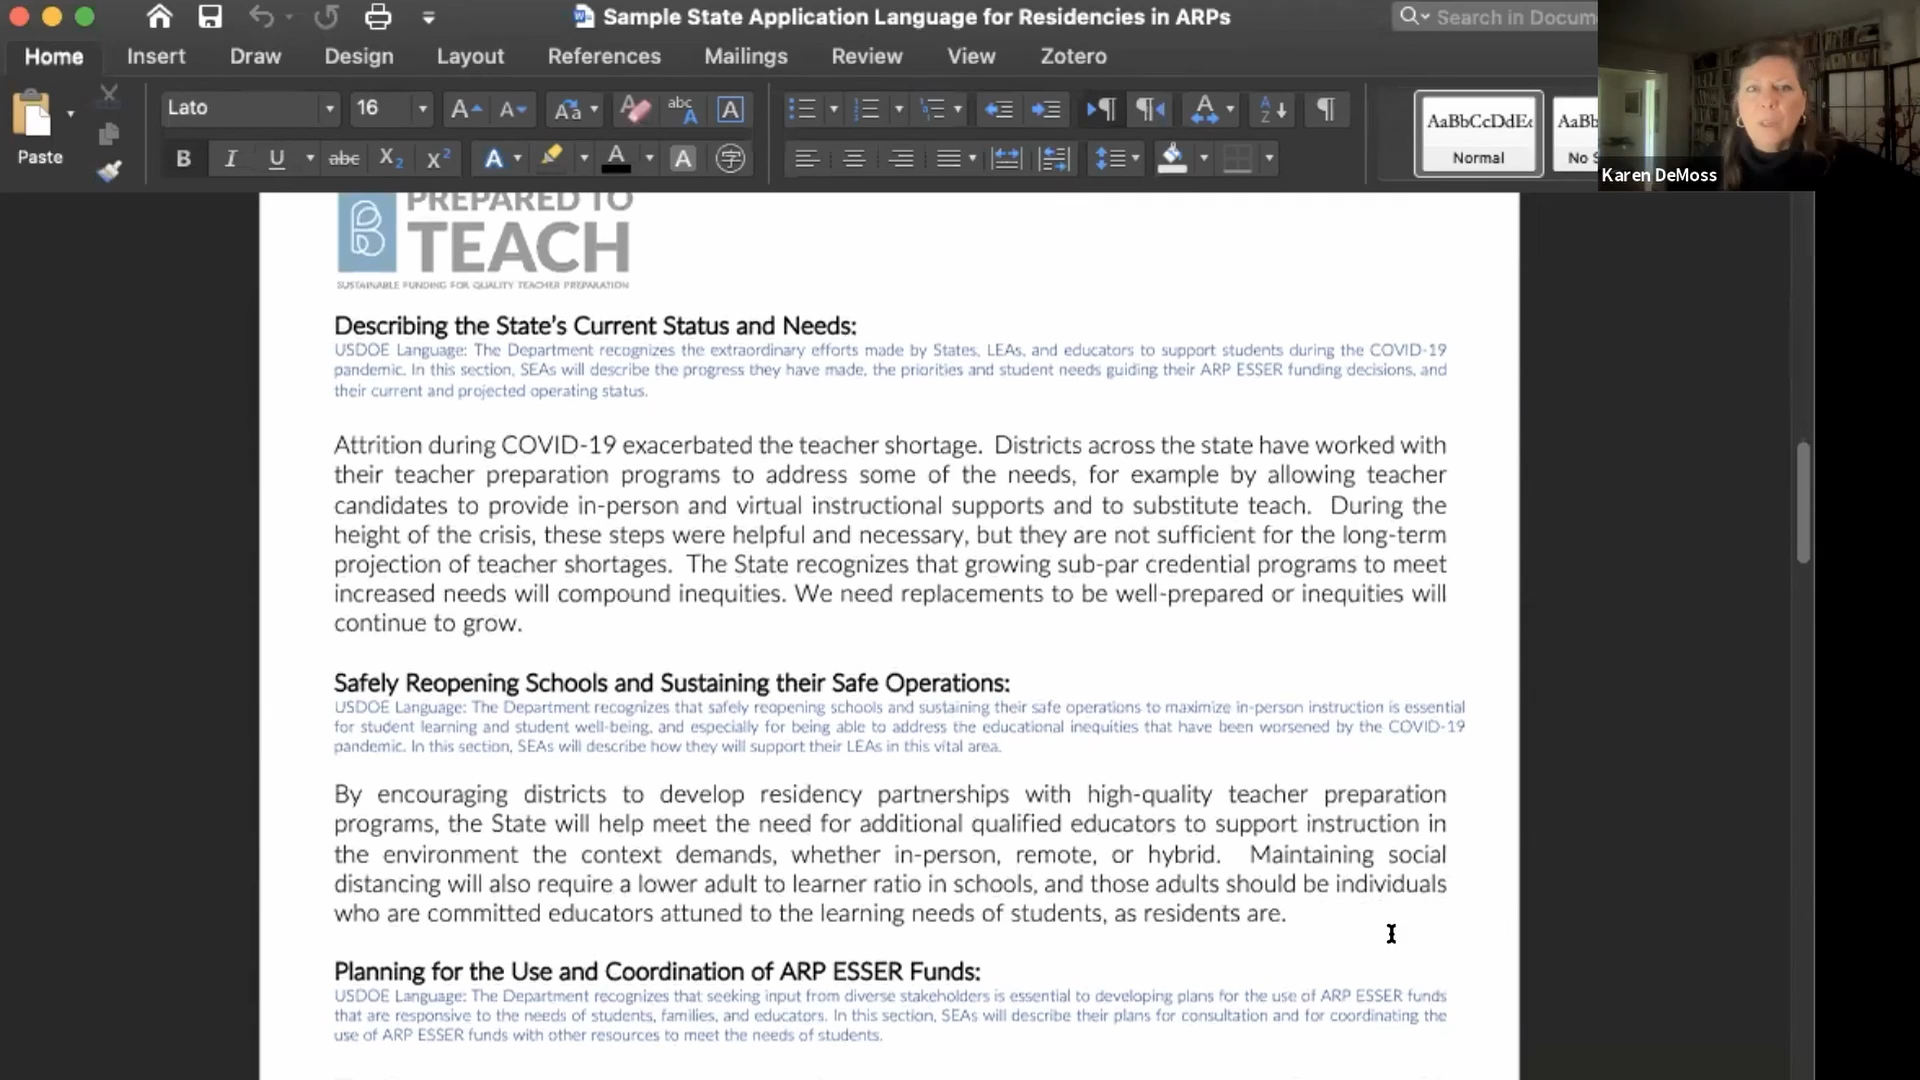 Sample State Application Language for Residencies in ARPs
Search in Docum
Home Insert Draw Design Layout References Mailings Review View Zotero
Paste
Lato 16
AaBbCcDdEe
Normal
AaBb
No S
Karen DeMoss
PREPARED TO
TEACH
SUSTAINABLE FUNDING FOR QUALITY TEACHER PREPARATION
Describing the State's Current Status and Needs:
USDOE Language: The Department recognizes the extraordinary efforts made by States, LEAs, and educators to support students during the COVID-19
pandemic. In this section, SEAs will describe the progress they have made, the priorities and student needs guiding their ARP ESSER funding decisions, and
their current and projected operating status.
Attrition during COVID-19 exacerbated the teacher shortage. Districts across the state have worked with
their teacher preparation programs to address some of the needs, for example by allowing teacher
candidates to provide in-person and virtual instructional supports and to substitute teach. During the
height of the crisis, these steps were helpful and necessary, but they are not sufficient for the long-term
projection of teacher shortages. The State recognizes that growing sub-par credential programs to meet
increased needs will compound inequities. We need replacements to be well-prepared or inequities will
continue to grow.
Safely Reopening Schools and Sustaining their Safe Operations:
USDOE Language: The Department recognizes that safely reopening schools and sustaining their safe operations to maximize in-person instruction is essential
for student learning and student well-being, and especially for being able to address the educational inequities that have been worsened by the COVID-19
pandemic. In this section, SEAs will describe how they will support their LEAs in this vital area.
By encouraging districts to develop residency partnerships with high-quality teacher preparation
programs, the State will help meet the need for additional qualified educators to support instruction in
the environment the context demands, whether in-person, remote, or hybrid. Maintaining social
distancing will also require a lower adult to learner ratio in schools, and those adults should be individuals
who are committed educators attuned to the learning needs of students, as residents are.
Planning for the Use and Coordination of ARP ESSER Funds:
USDOE Language: The Department recognizes that seeking input from diverse stakeholders is essential to developing plans for the use of ARP ESSER funds
that are responsive to the needs of students, families, and educators. In this section, SEAs will describe their plans for consultation and for coordinating the
use of ARP ESSER funds with other resources to meet the needs of students.